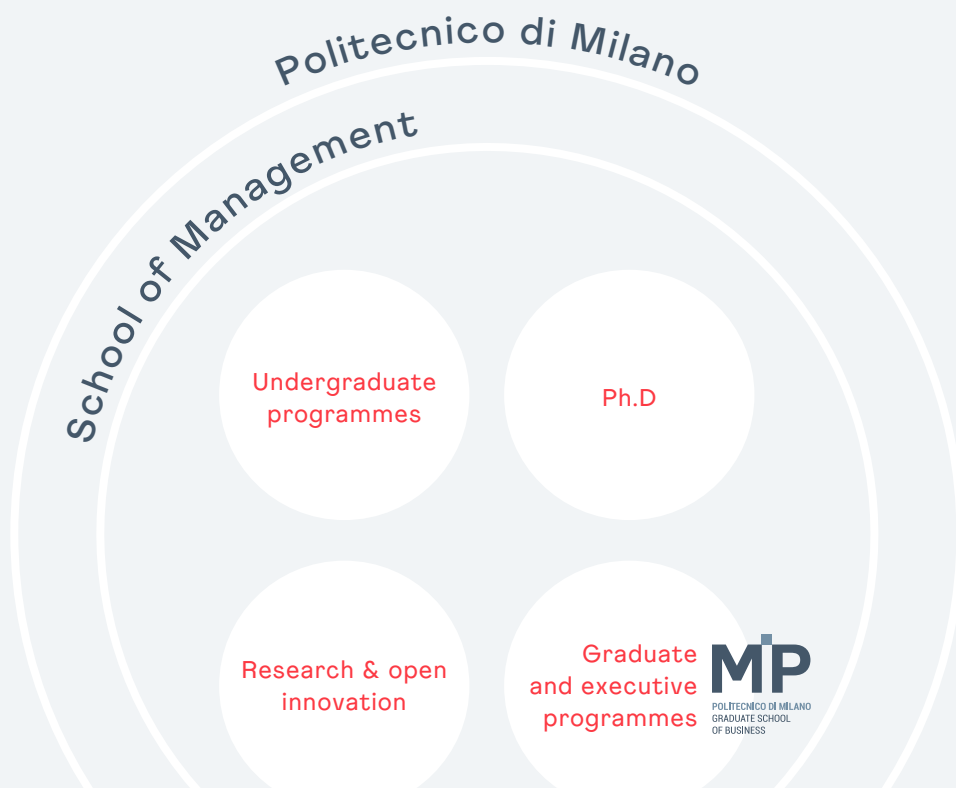 Politecnico di Milano
School of Management
Undergraduate
programmes
Ph.D
Research & open
innovation
Graduate
and executive
programmes
MIP
POLITECNICO DI MILANO
GRADUATE SCHOOL
OF BUSINESS